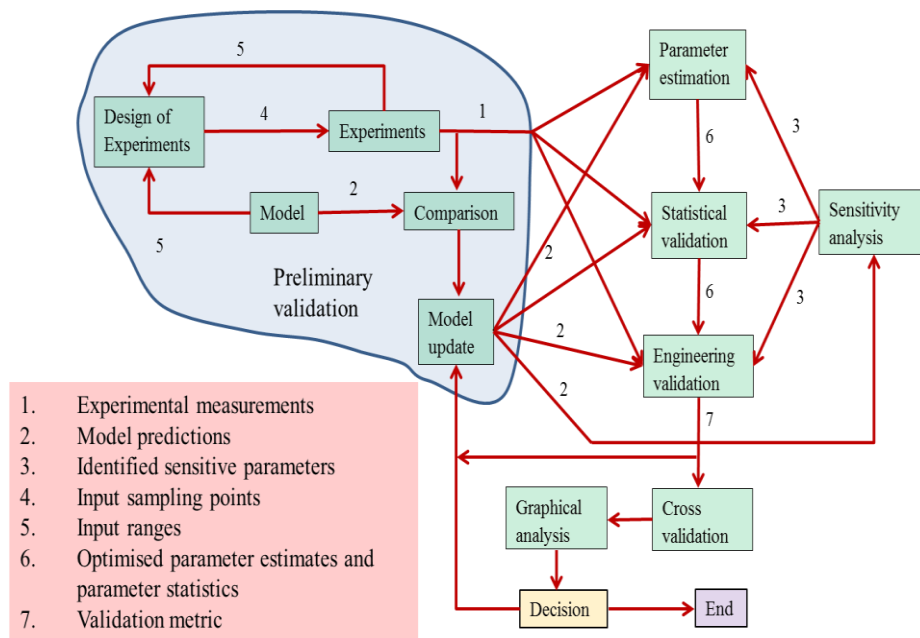 5
Parameter
estimation
Design of
Experiments
4
Experiments
1
6
3
Model
2
Comparison
2
Statistical
validation
3
Sensitivity
analysis
5
Preliminary
validation
6
3
Model
update
2
Engineering
validation
2
7
1. Experimental measurements
2. Model predictions
3. Identified sensitive parameters
4. Input sampling points
5. Input ranges
6. Optimised parameter estimates and
parameter statistics
7. Validation metric
Graphical
analysis
Cross
validation
Decision
End